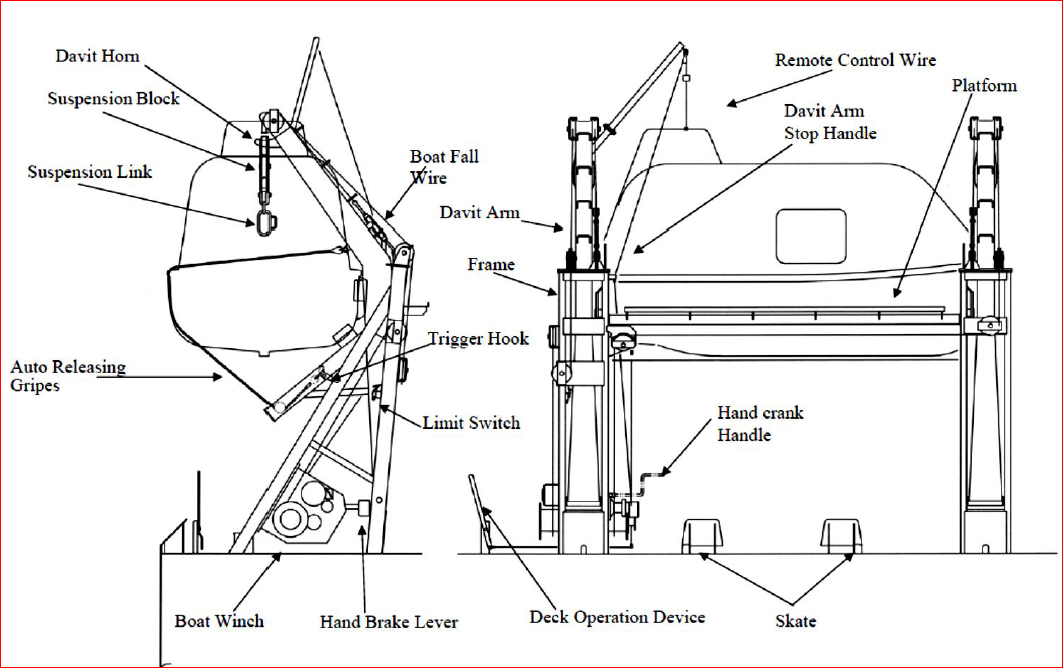 Davit Horn
Suspension Block
Suspension Link
Boat Fall
Wire
Auto Releasing
Gripes
Trigger Hook
Limit Switch
Boat Winch
Hand Brake Lever
Remote Control Wire
Platform
Davit Arm
Stop Handle
Davit Arm
Frame
Hand crank
Handle
Deck Operation Device
Skate